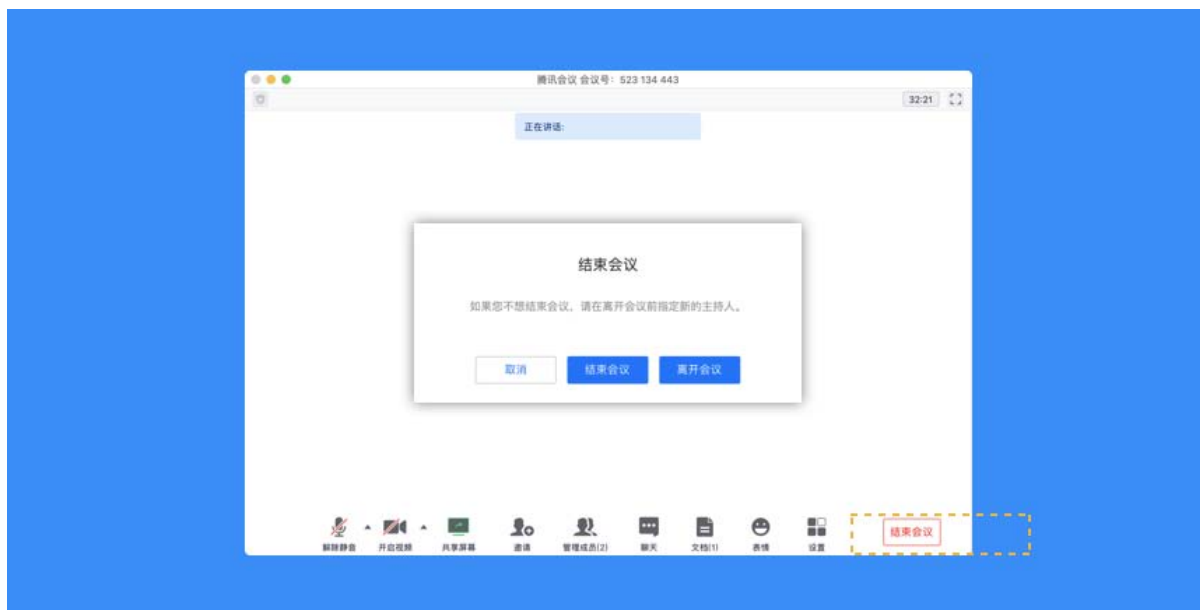 腾讯会议 会议号：523 134 443
32:21
正在讲话:
结束会议
如果您不想结束会议，请在离开会议前指定新的主持人。
取消 结束会议 离开会议
解除静音 开启视频 共享屏幕 邀请 管理成员(2) 聊天 文档(1) 表情 设置 结束会议